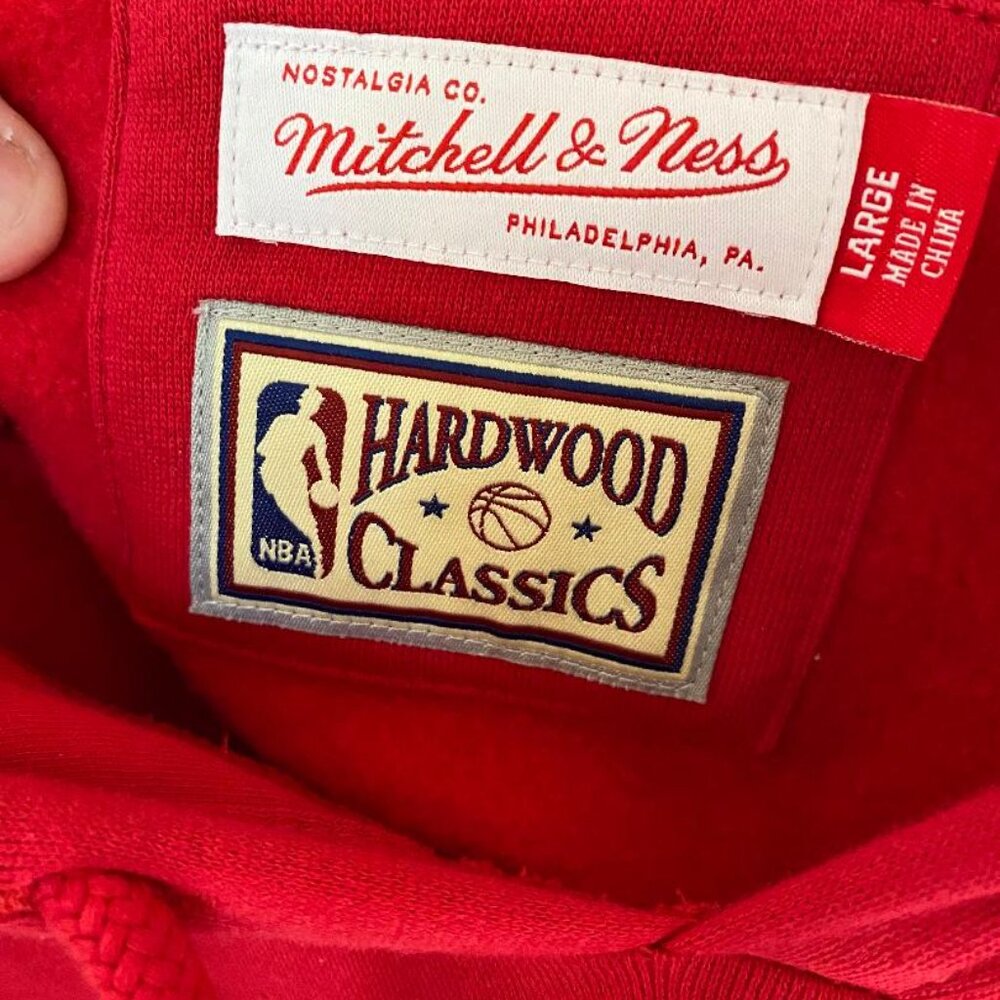 NOSTALGIA CO.
Mitchell & Ness
PHILADELPHIA, PA.
LARGE
MADE IN
CHINA
HARDWOOD
CLASSICS
NBA